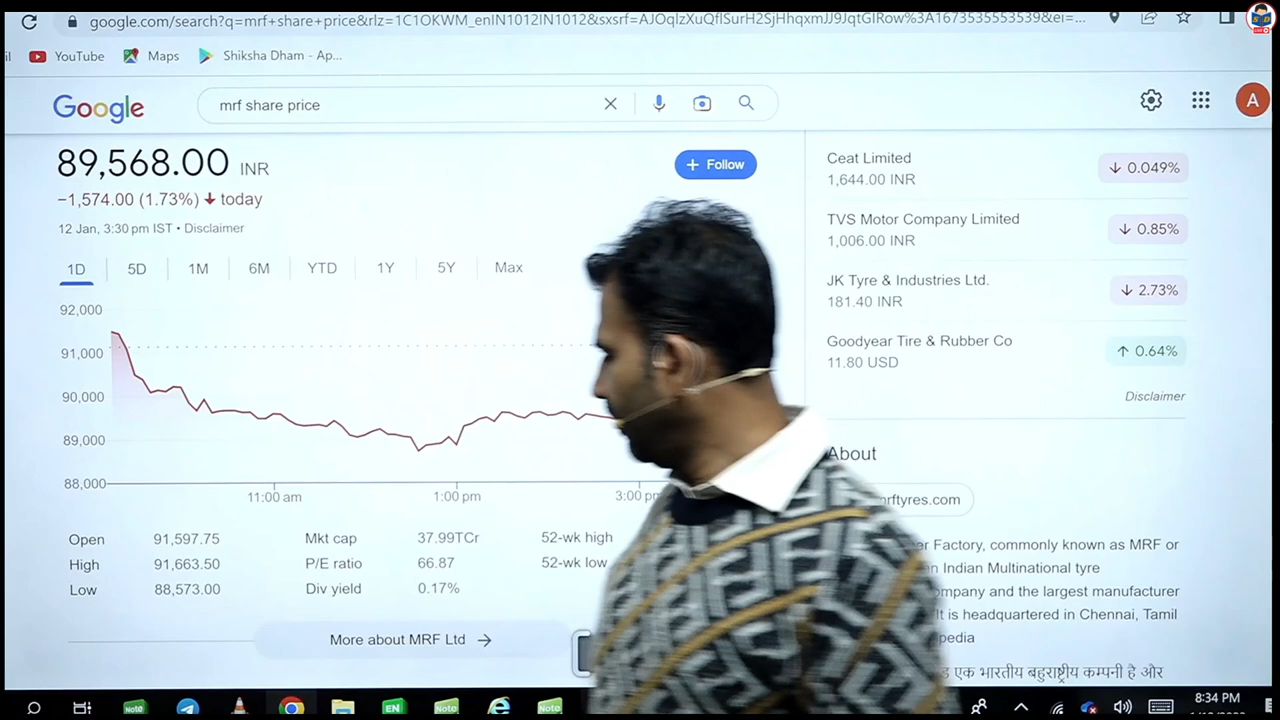 google.com/search?q=mrf+share+price&rlz=1C1OKWM_enIN1012IN1012&sxsrf=AJOqlzXuQflSurH2SjHhqxmJJ9JqtGIRow%3A1673535553539&ei=...
YouTube
Maps
Shiksha Dham - Ap...
Google
mrf share price
A
89,568.00 INR
+ Follow
−1,574.00 (1.73%) ↓ today
12 Jan, 3:30 pm IST • Disclaimer
1D 5D 1M 6M YTD 1Y 5Y Max
92,000
91,000
90,000
89,000
88,000
11:00 am 1:00 pm 3:00 pm
Open 91,597.75 Mkt cap 37.99TCr 52-wk high
High 91,663.50 P/E ratio 66.87 52-wk low
Low 88,573.00 Div yield 0.17%
More about MRF Ltd →
Ceat Limited
1,644.00 INR
↓ 0.049%
TVS Motor Company Limited
1,006.00 INR
↓ 0.85%
JK Tyre & Industries Ltd.
181.40 INR
↓ 2.73%
Goodyear Tire & Rubber Co
11.80 USD
↑ 0.64%
Disclaimer
About
rftyres.com
er Factory, commonly known as MRF or
n Indian Multinational tyre
ompany and the largest manufacturer
It is headquartered in Chennai, Tamil
pedia
एक भारतीय बहुराष्ट्रीय कम्पनी है और
Note EN Note Note
8:34 PM